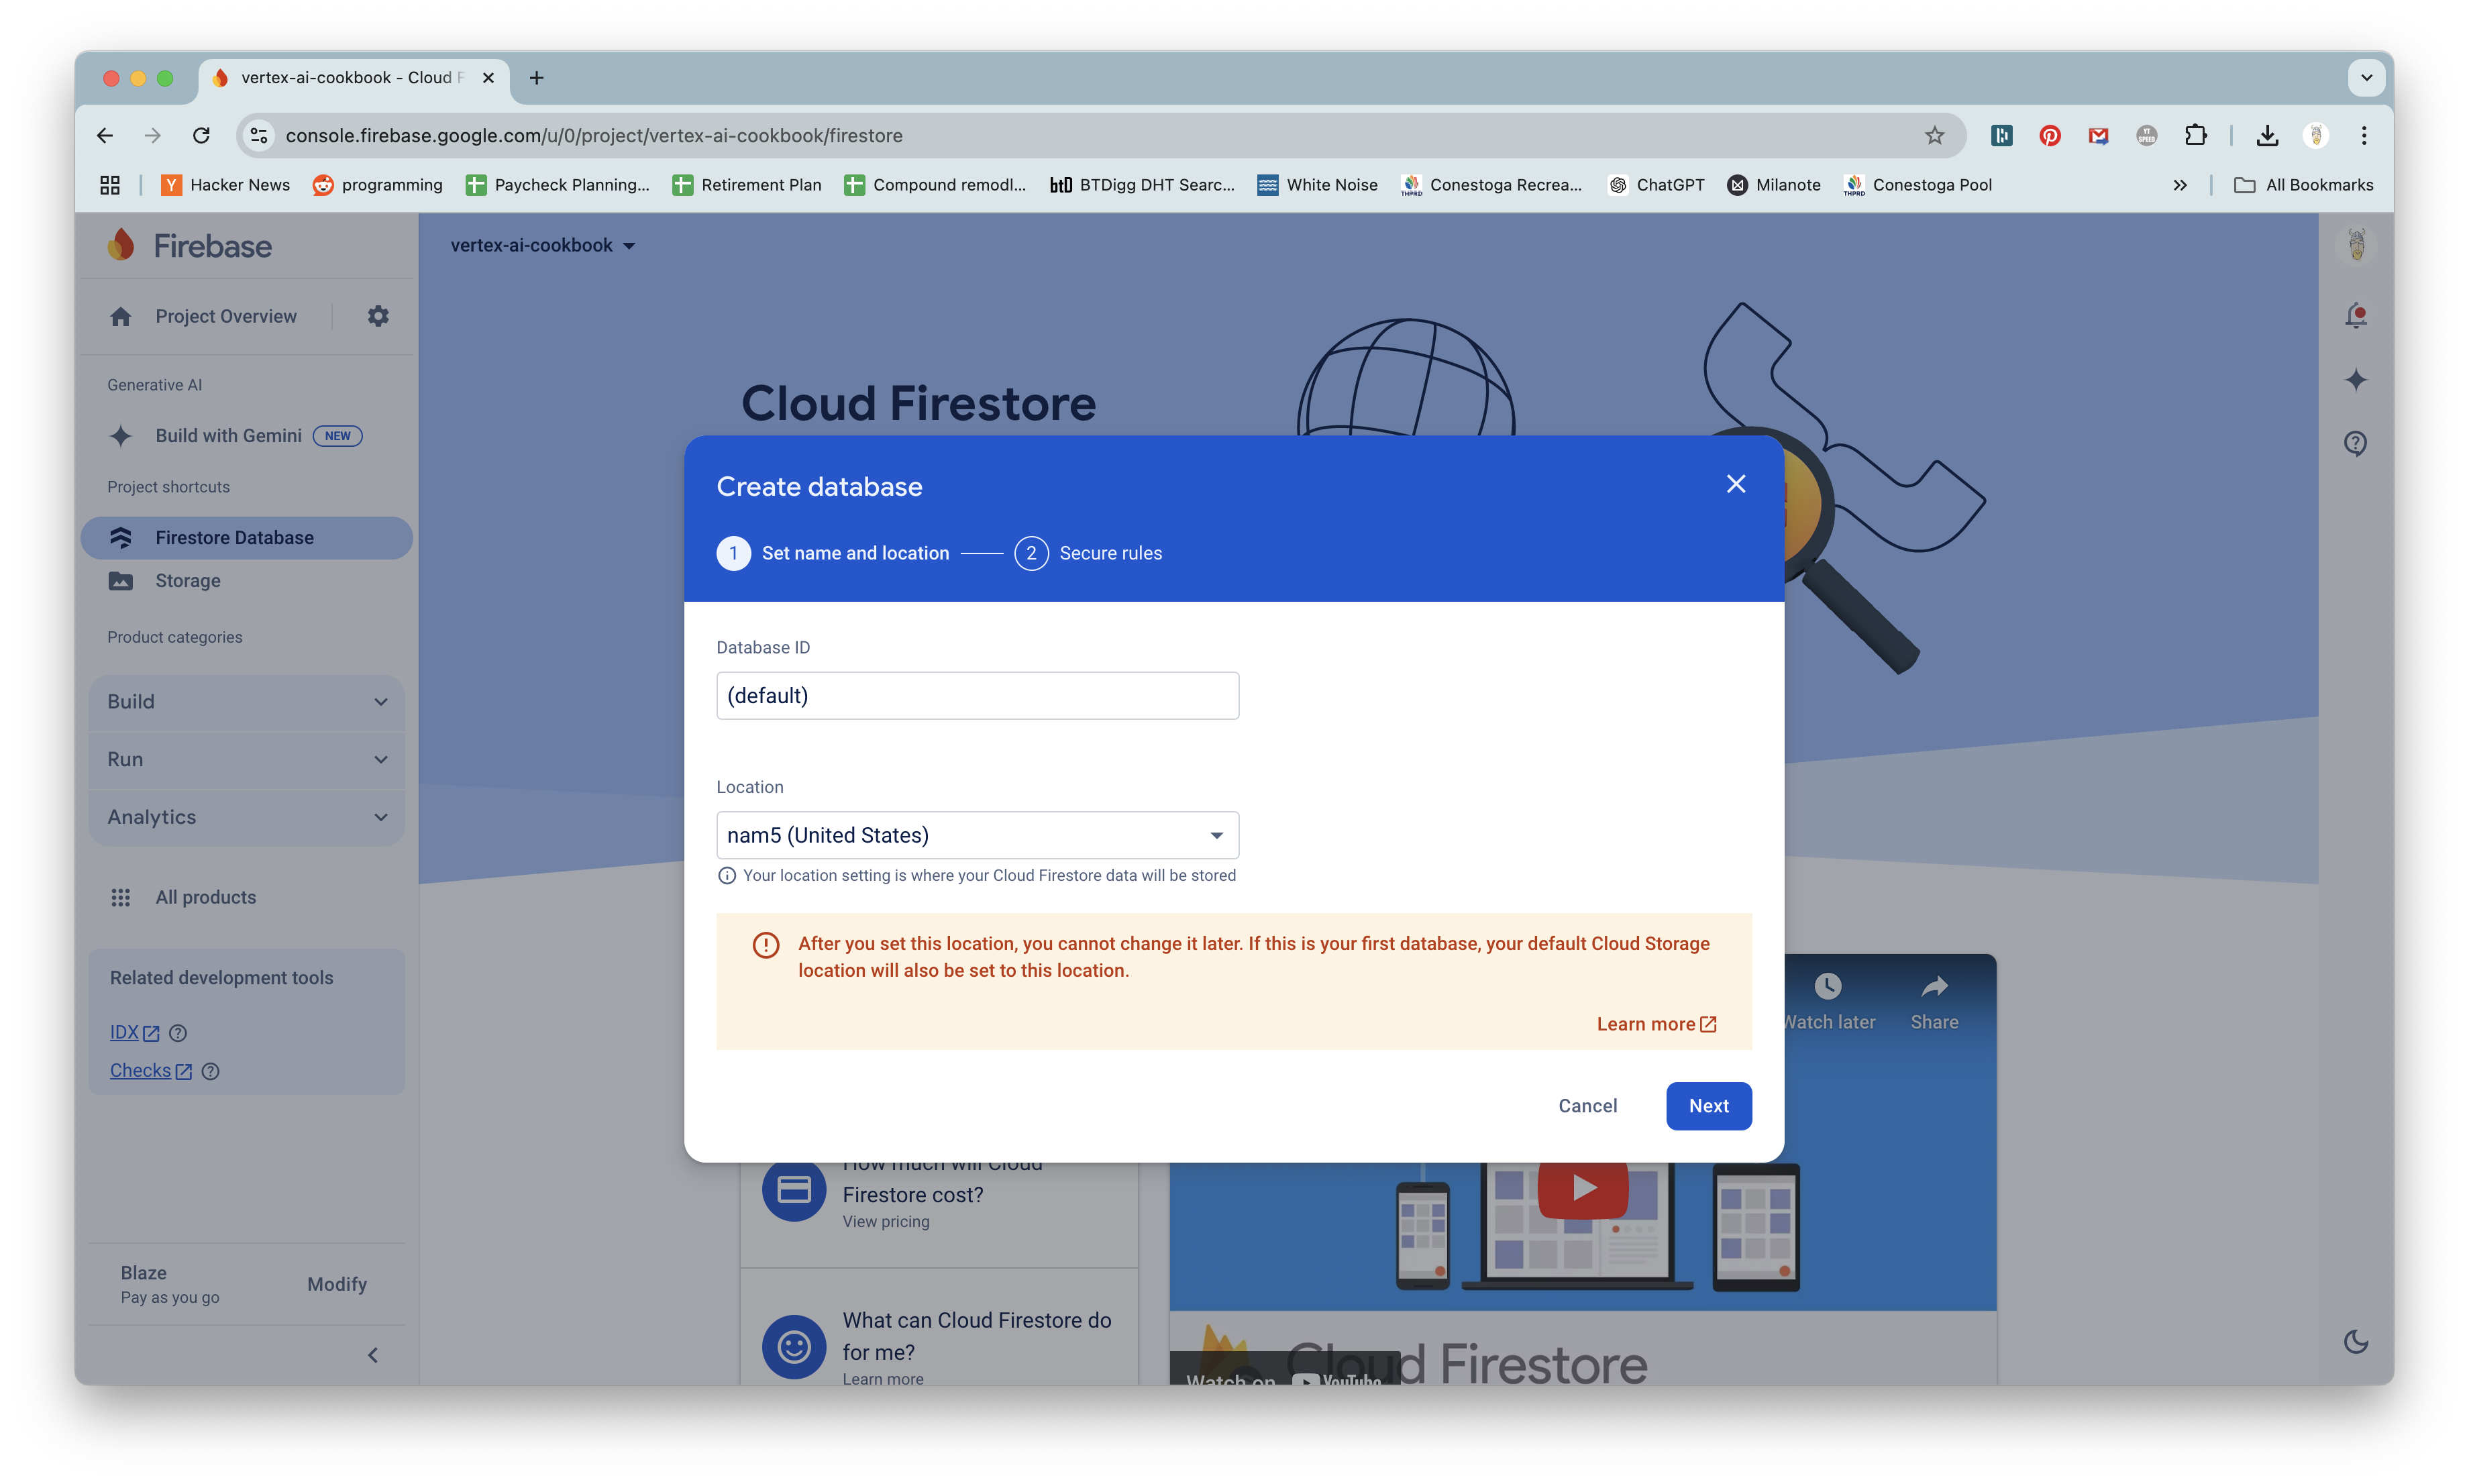 vertex-ai-cookbook - Cloud F
console.firebase.google.com/u/0/project/vertex-ai-cookbook/firestore
YT SPEED
Hacker News programming Paycheck Planning... Retirement Plan Compound remodl... btD BTDigg DHT Searc... White Noise THPRD Conestoga Recrea... ChatGPT Milanote THPRD Conestoga Pool All Bookmarks
Firebase
vertex-ai-cookbook
Project Overview
Generative AI
Build with Gemini NEW
Project shortcuts
Firestore Database
Storage
Product categories
Build
Run
Analytics
All products
Related development tools
IDX
Checks
Blaze
Pay as you go
Modify
Cloud Firestore
Create database
1 Set name and location 2 Secure rules
Database ID
(default)
Location
nam5 (United States)
Your location setting is where your Cloud Firestore data will be stored
After you set this location, you cannot change it later. If this is your first database, your default Cloud Storage
location will also be set to this location.
Learn more
Cancel Next
How much will Cloud
Firestore cost?
View pricing
What can Cloud Firestore do
for me?
Learn more
Watch later Share
Cloud Firestore
Watch on YouTube